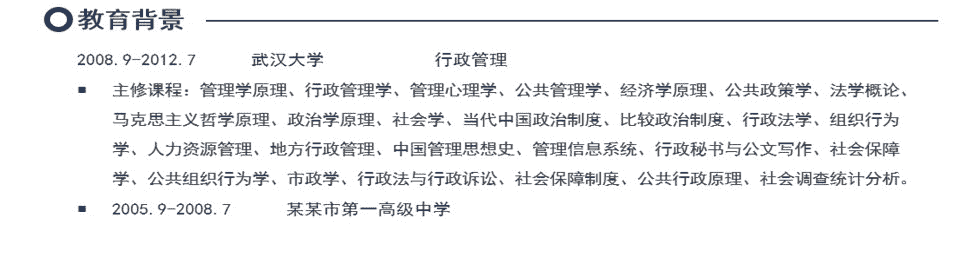 教育背景
2008.9-2012.7 武汉大学 行政管理
■ 主修课程：管理学原理、行政管理学、管理心理学、公共管理学、经济学原理、公共政策学、法学概论、
马克思主义哲学原理、政治学原理、社会学、当代中国政治制度、比较政治制度、行政法学、组织行为
学、人力资源管理、地方行政管理、中国管理思想史、管理信息系统、行政秘书与公文写作、社会保障
学、公共组织行为学、市政学、行政法与行政诉讼、社会保障制度、公共行政原理、社会调查统计分析。
■ 2005.9-2008.7 某某市第一高级中学